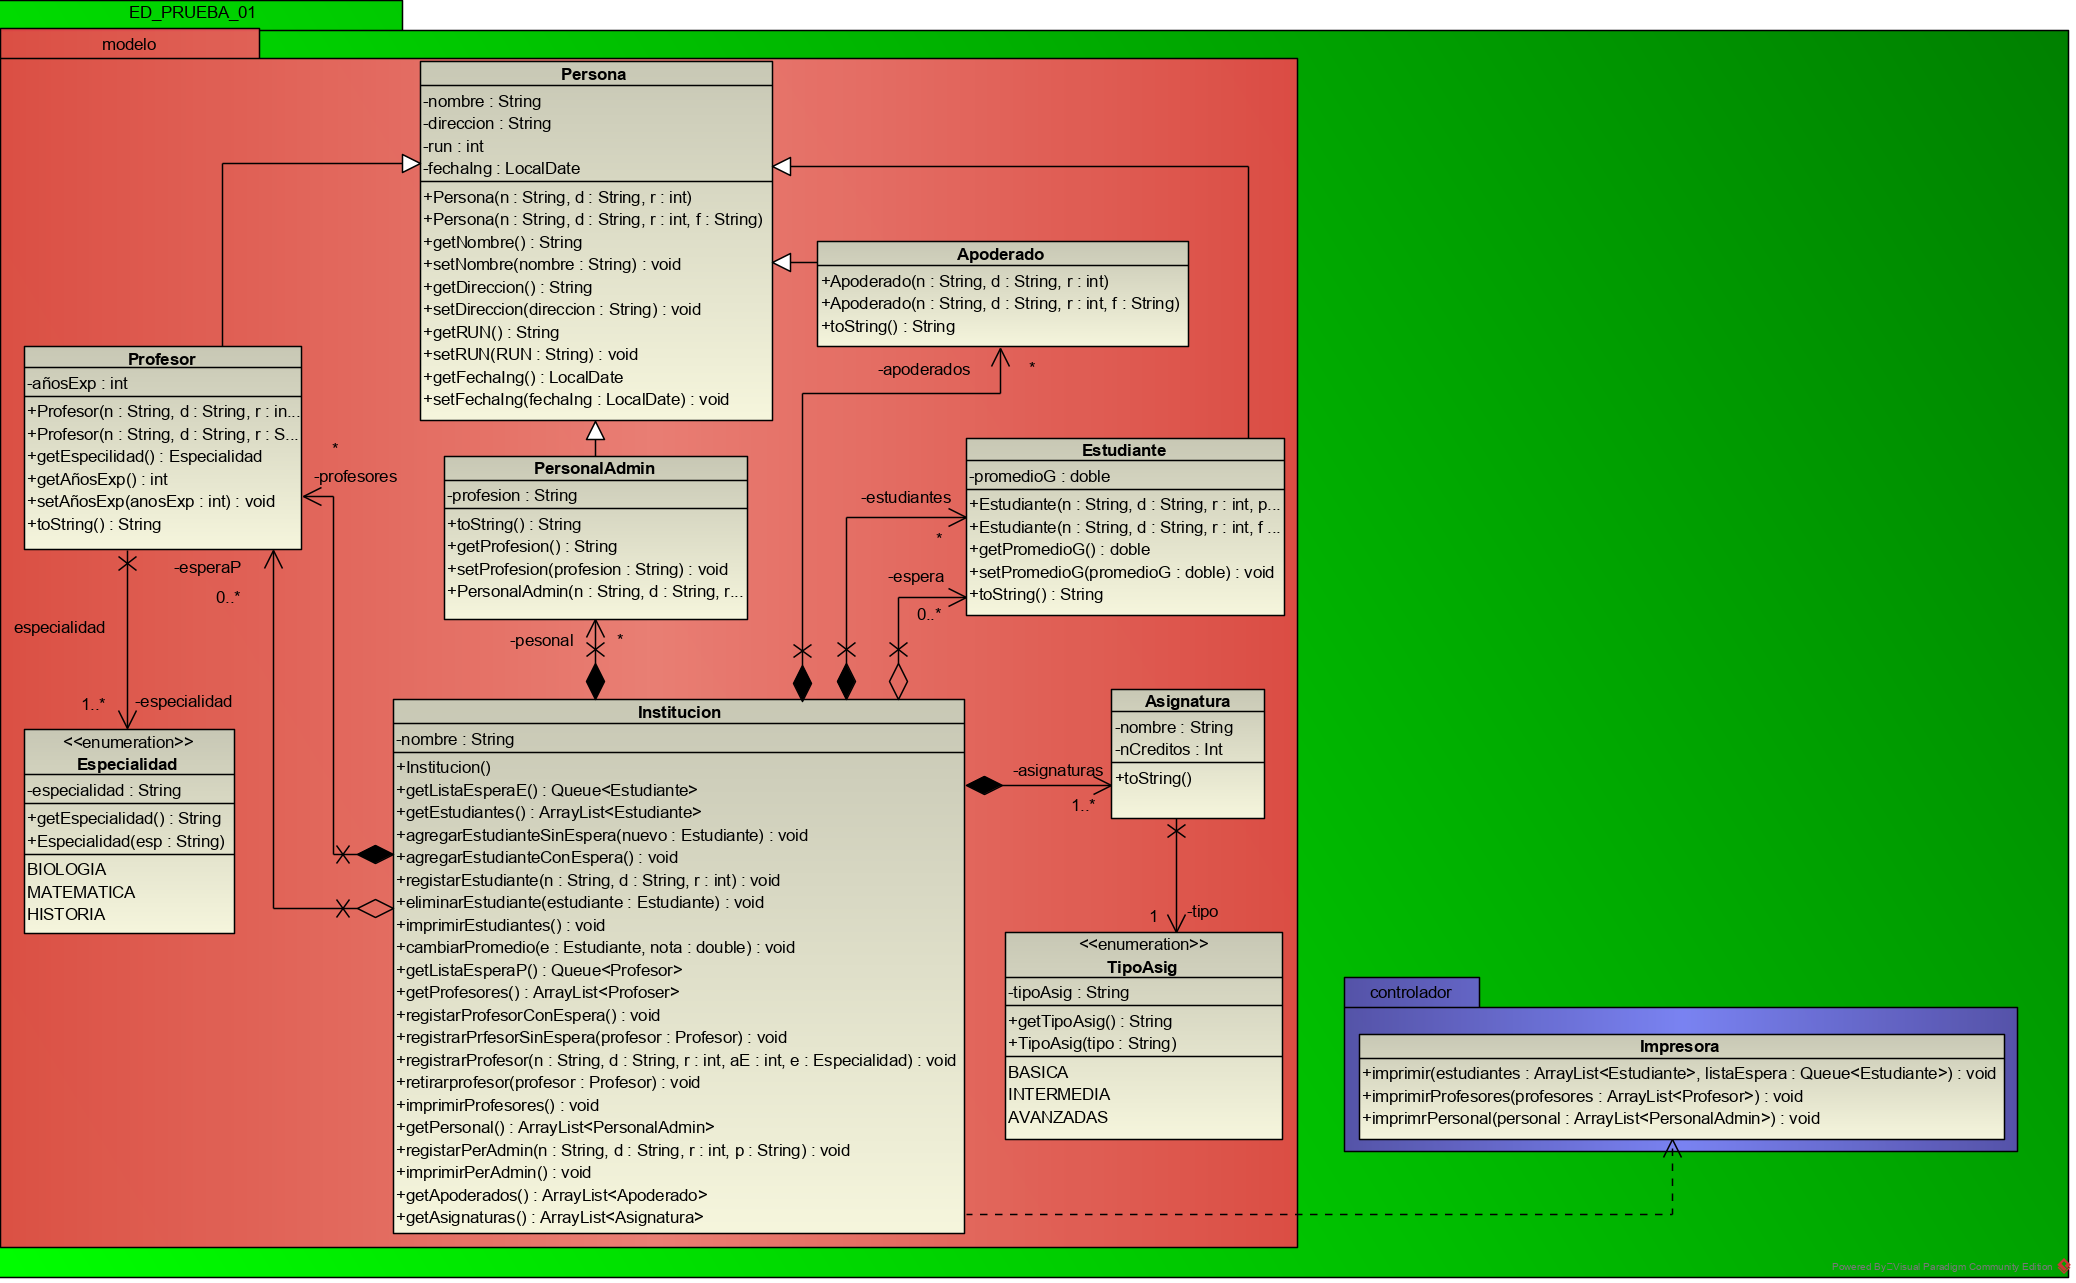 ED_PRUEBA_01
modelo
Persona
-nombre : String
-direccion : String
-run : int
-fechaIng : LocalDate
+Persona(n : String, d : String, r : int)
+Persona(n : String, d : String, r : int, f : String)
+getNombre() : String
+setNombre(nombre : String) : void
+getDireccion() : String
+setDireccion(direccion : String) : void
+getRUN() : String
+setRUN(RUN : String) : void
+getFechaIng() : LocalDate
+setFechaIng(fechaIng : LocalDate) : void
Apoderado
+Apoderado(n : String, d : String, r : int)
+Apoderado(n : String, d : String, r : int, f : String)
+toString() : String
-apoderados
*
Profesor
-añosExp : int
+Profesor(n : String, d : String, r : in...
+Profesor(n : String, d : String, r : S...
+getEspecilidad() : Especialidad
+getAñosExp() : int
+setAñosExp(anosExp : int) : void
+toString() : String
*
-profesores
PersonalAdmin
-profesion : String
+toString() : String
+getProfesion() : String
+setProfesion(profesion : String) : void
+PersonalAdmin(n : String, d : String, r...
-pesonal
*
Estudiante
-promedioG : doble
+Estudiante(n : String, d : String, r : int, p...
+Estudiante(n : String, d : String, r : int, f ...
+getPromedioG() : doble
+setPromedioG(promedioG : doble) : void
+toString() : String
-estudiantes
*
-espera
0..*
-esperaP
0..*
especialidad
1..*
-especialidad
<<enumeration>>
Especialidad
-especialidad : String
+getEspecialidad() : String
+Especialidad(esp : String)
BIOLOGIA
MATEMATICA
HISTORIA
Institucion
-nombre : String
+Institucion()
+getListaEsperaE() : Queue<Estudiante>
+getEstudiantes() : ArrayList<Estudiante>
+agregarEstudianteSinEspera(nuevo : Estudiante) : void
+agregarEstudianteConEspera() : void
+registarEstudiante(n : String, d : String, r : int) : void
+eliminarEstudiante(estudiante : Estudiante) : void
+imprimirEstudiantes() : void
+cambiarPromedio(e : Estudiante, nota : double) : void
+getListaEsperaP() : Queue<Profesor>
+getProfesores() : ArrayList<Profoser>
+registarProfesorConEspera() : void
+registrarPrfesorSinEspera(profesor : Profesor) : void
+registrarProfesor(n : String, d : String, r : int, aE : int, e : Especialidad) : void
+retirarprofesor(profesor : Profesor) : void
+imprimirProfesores() : void
+getPersonal() : ArrayList<PersonalAdmin>
+registarPerAdmin(n : String, d : String, r : int, p : String) : void
+imprimirPerAdmin() : void
+getApoderados() : ArrayList<Apoderado>
+getAsignaturas() : ArrayList<Asignatura>
-asignaturas
1..*
Asignatura
-nombre : String
-nCreditos : Int
+toString()
1
-tipo
<<enumeration>>
TipoAsig
-tipoAsig : String
+getTipoAsig() : String
+TipoAsig(tipo : String)
BASICA
INTERMEDIA
AVANZADAS
controlador
Impresora
+imprimir(estudiantes : ArrayList<Estudiante>, listaEspera : Queue<Estudiante>) : void
+imprimirProfesores(profesores : ArrayList<Profesor>) : void
+imprimrPersonal(personal : ArrayList<PersonalAdmin>) : void
Powered By Visual Paradigm Community Edition